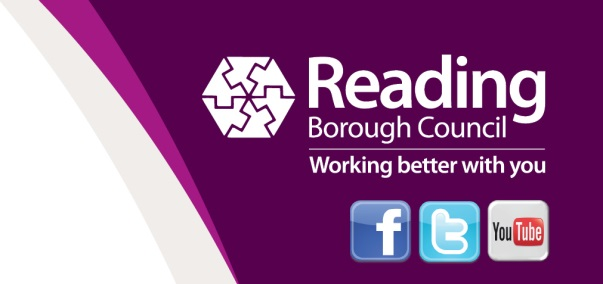 Reading
Borough Council
Working better with you
f t You Tube